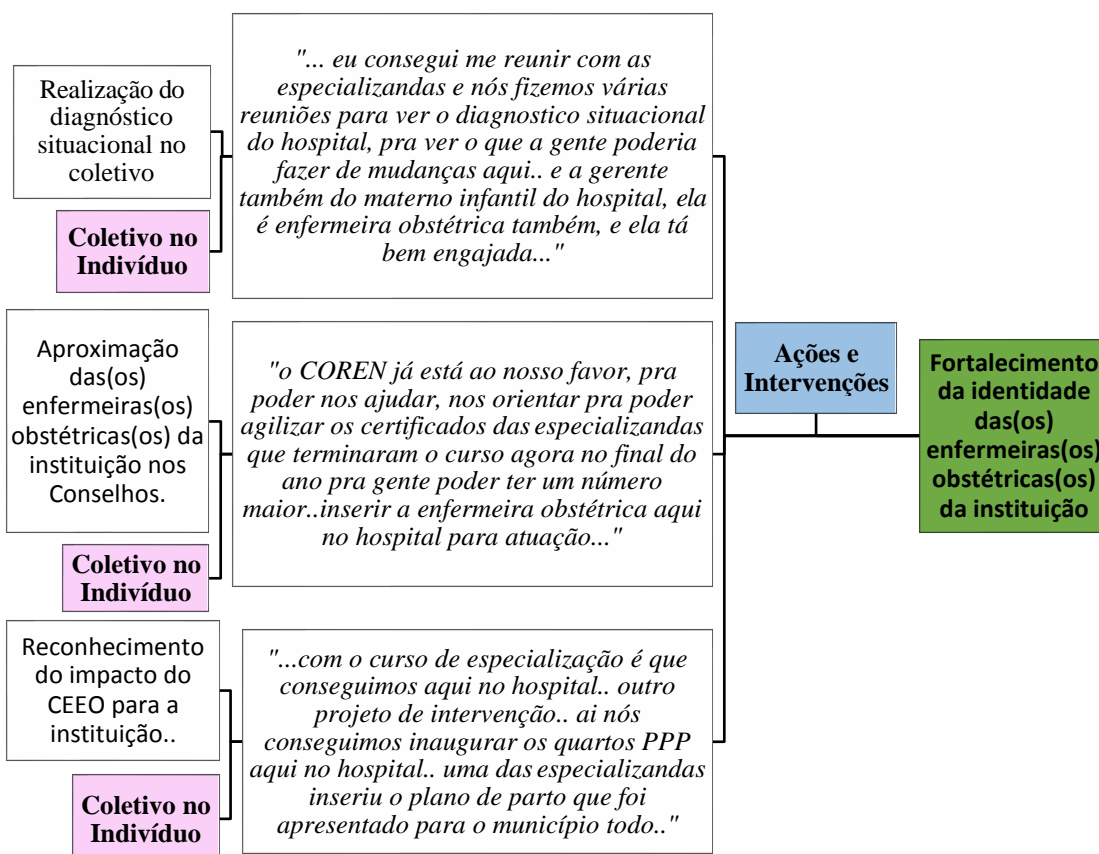 Realização do
diagnóstico
situacional no
coletivo
Coletivo no
Indivíduo
"... eu consegui me reunir com as
especializandas e nós fizemos várias
reuniões para ver o diagnostico situacional
do hospital, pra ver o que a gente poderia
fazer de mudanças aqui.. e a gerente
também do materno infantil do hospital, ela
é enfermeira obstétrica também, e ela tá
bem engajada..."
Aproximação
das(os)
enfermeiras(os)
obstétricas(os) da
instituição nos
Conselhos.
Coletivo no
Indivíduo
"o COREN já está ao nosso favor, pra
poder nos ajudar, nos orientar pra poder
agilizar os certificados das especializandas
que terminaram o curso agora no final do
ano pra gente poder ter um número
maior..inserir a enfermeira obstétrica aqui
no hospital para atuação..."
Reconhecimento
do impacto do
CEEO para a
instituição..
Coletivo no
Indivíduo
"...com o curso de especialização é que
conseguimos aqui no hospital.. outro
projeto de intervenção.. ai nós
conseguimos inaugurar os quartos PPP
aqui no hospital.. uma das especializandas
inseriu o plano de parto que foi
apresentado para o município todo.."
Ações e
Intervenções
Fortalecimento
da identidade
das(os)
enfermeiras(os)
obstétricas(os)
da instituição